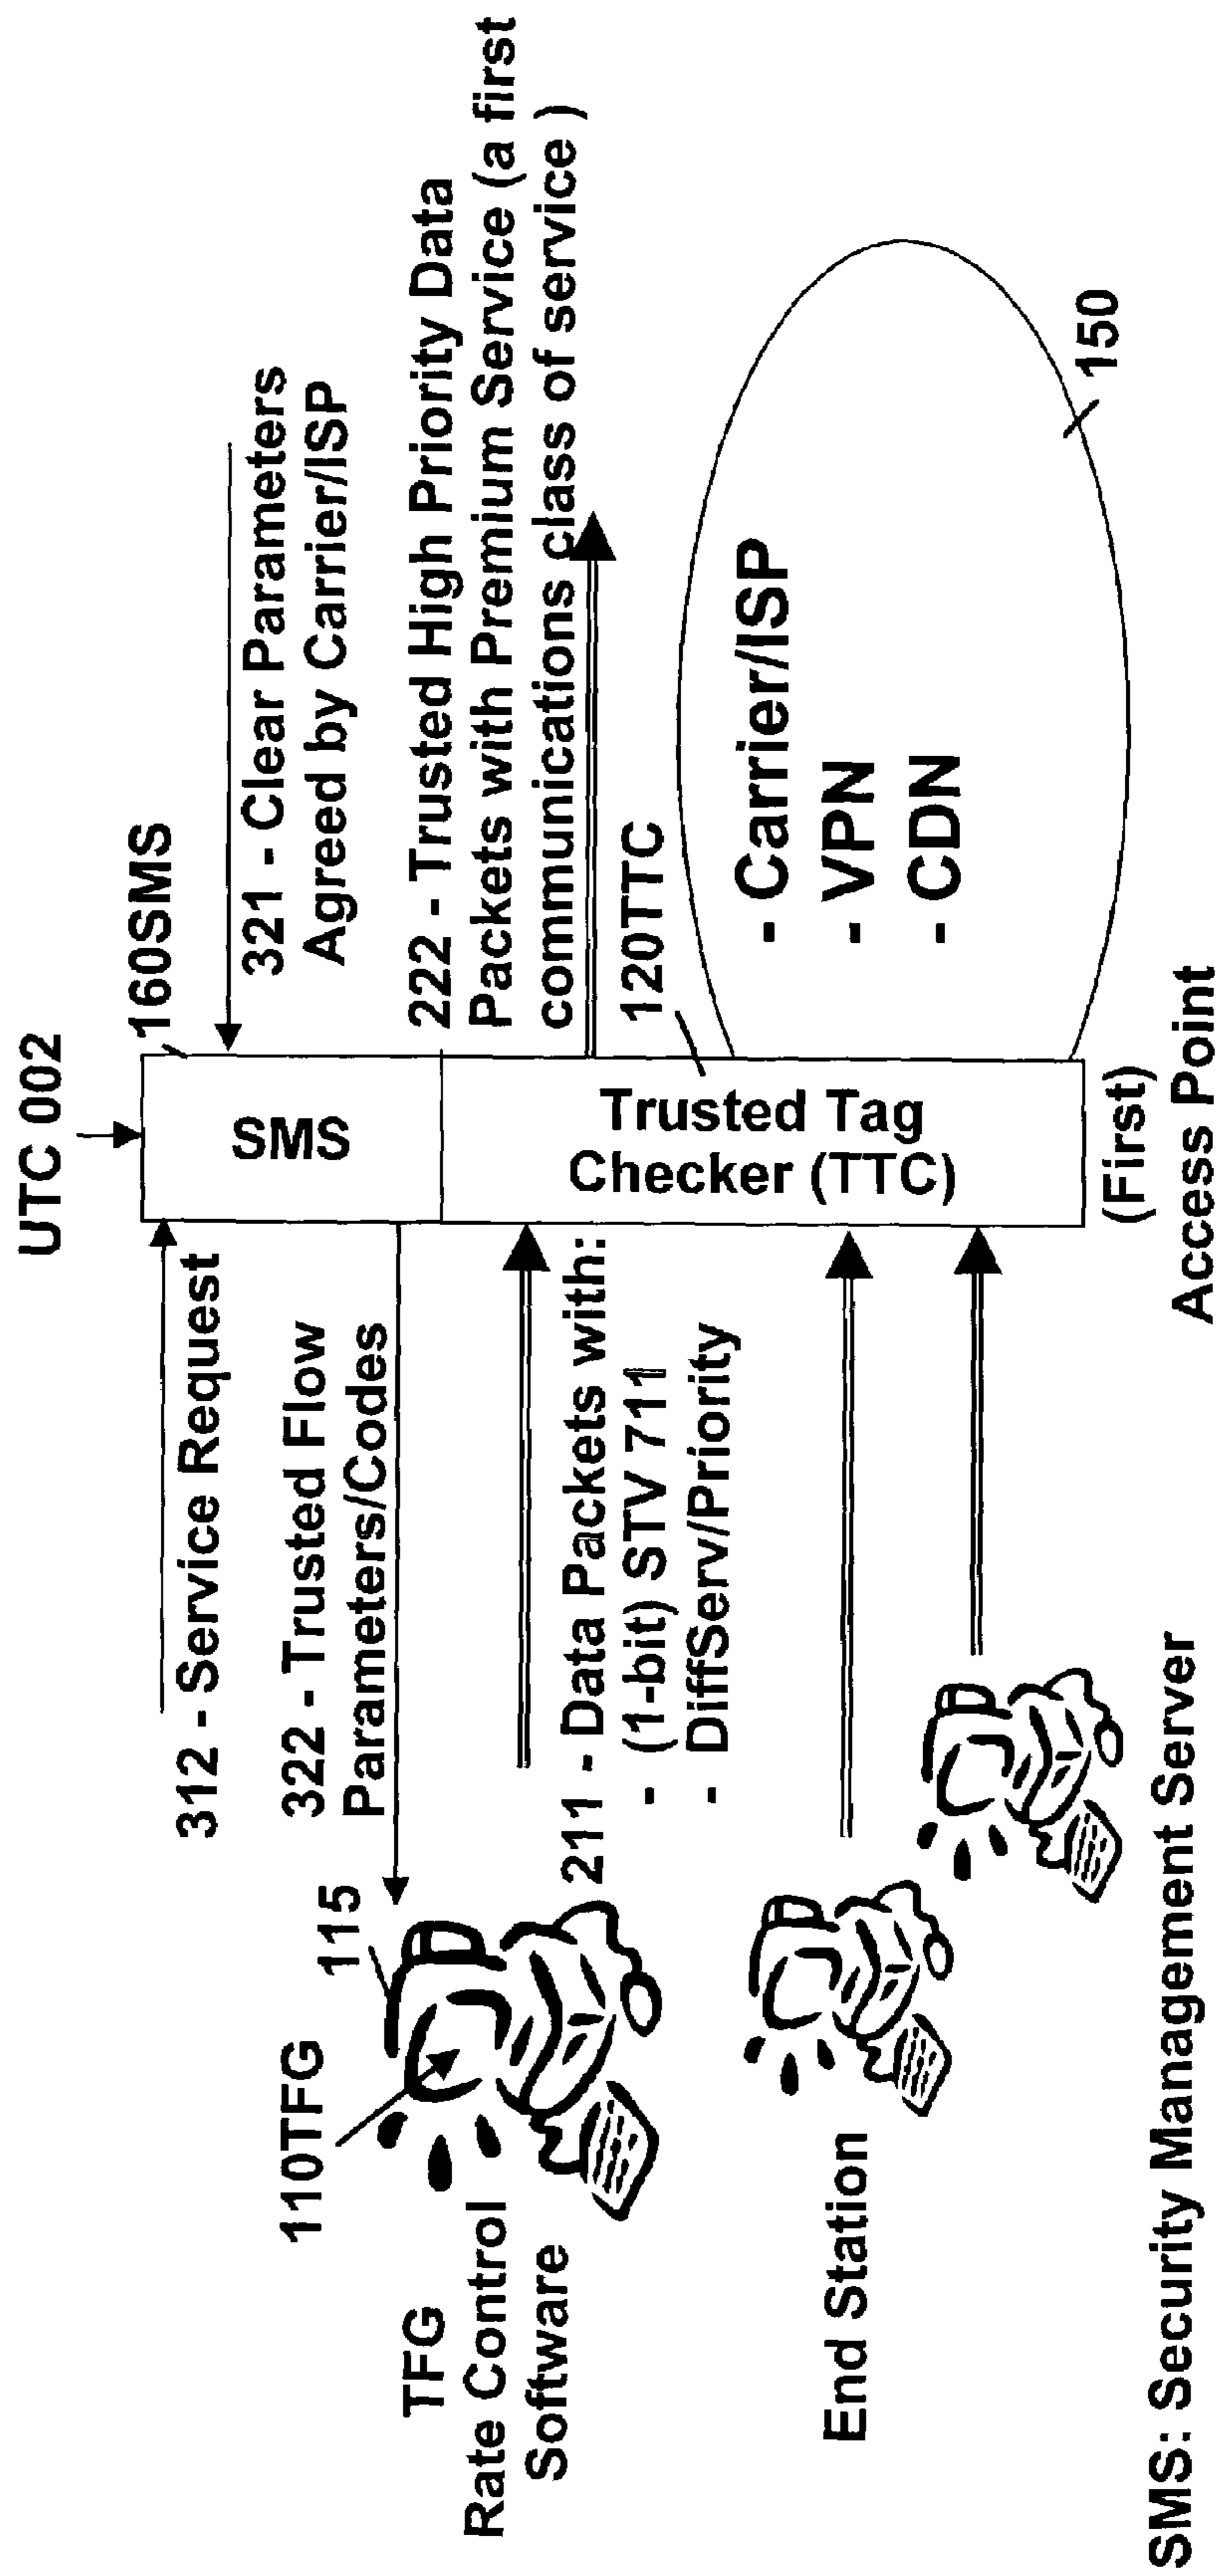 UTC 002
160SMS
312 - Service Request
SMS
321 - Clear Parameters
Agreed by Carrier/ISP
322 - Trusted Flow
Parameters/Codes
115
110TFG
TFG
Rate Control
Software
222 - Trusted High Priority Data
Packets with Premium Service (a first
communications class of service )
211 - Data Packets with:
- (1-bit) STV 711
- DiffServ/Priority
120TTC
Trusted Tag
Checker (TTC)
- Carrier/ISP
- VPN
- CDN
150
End Station
(First)
Access Point
SMS: Security Management Server